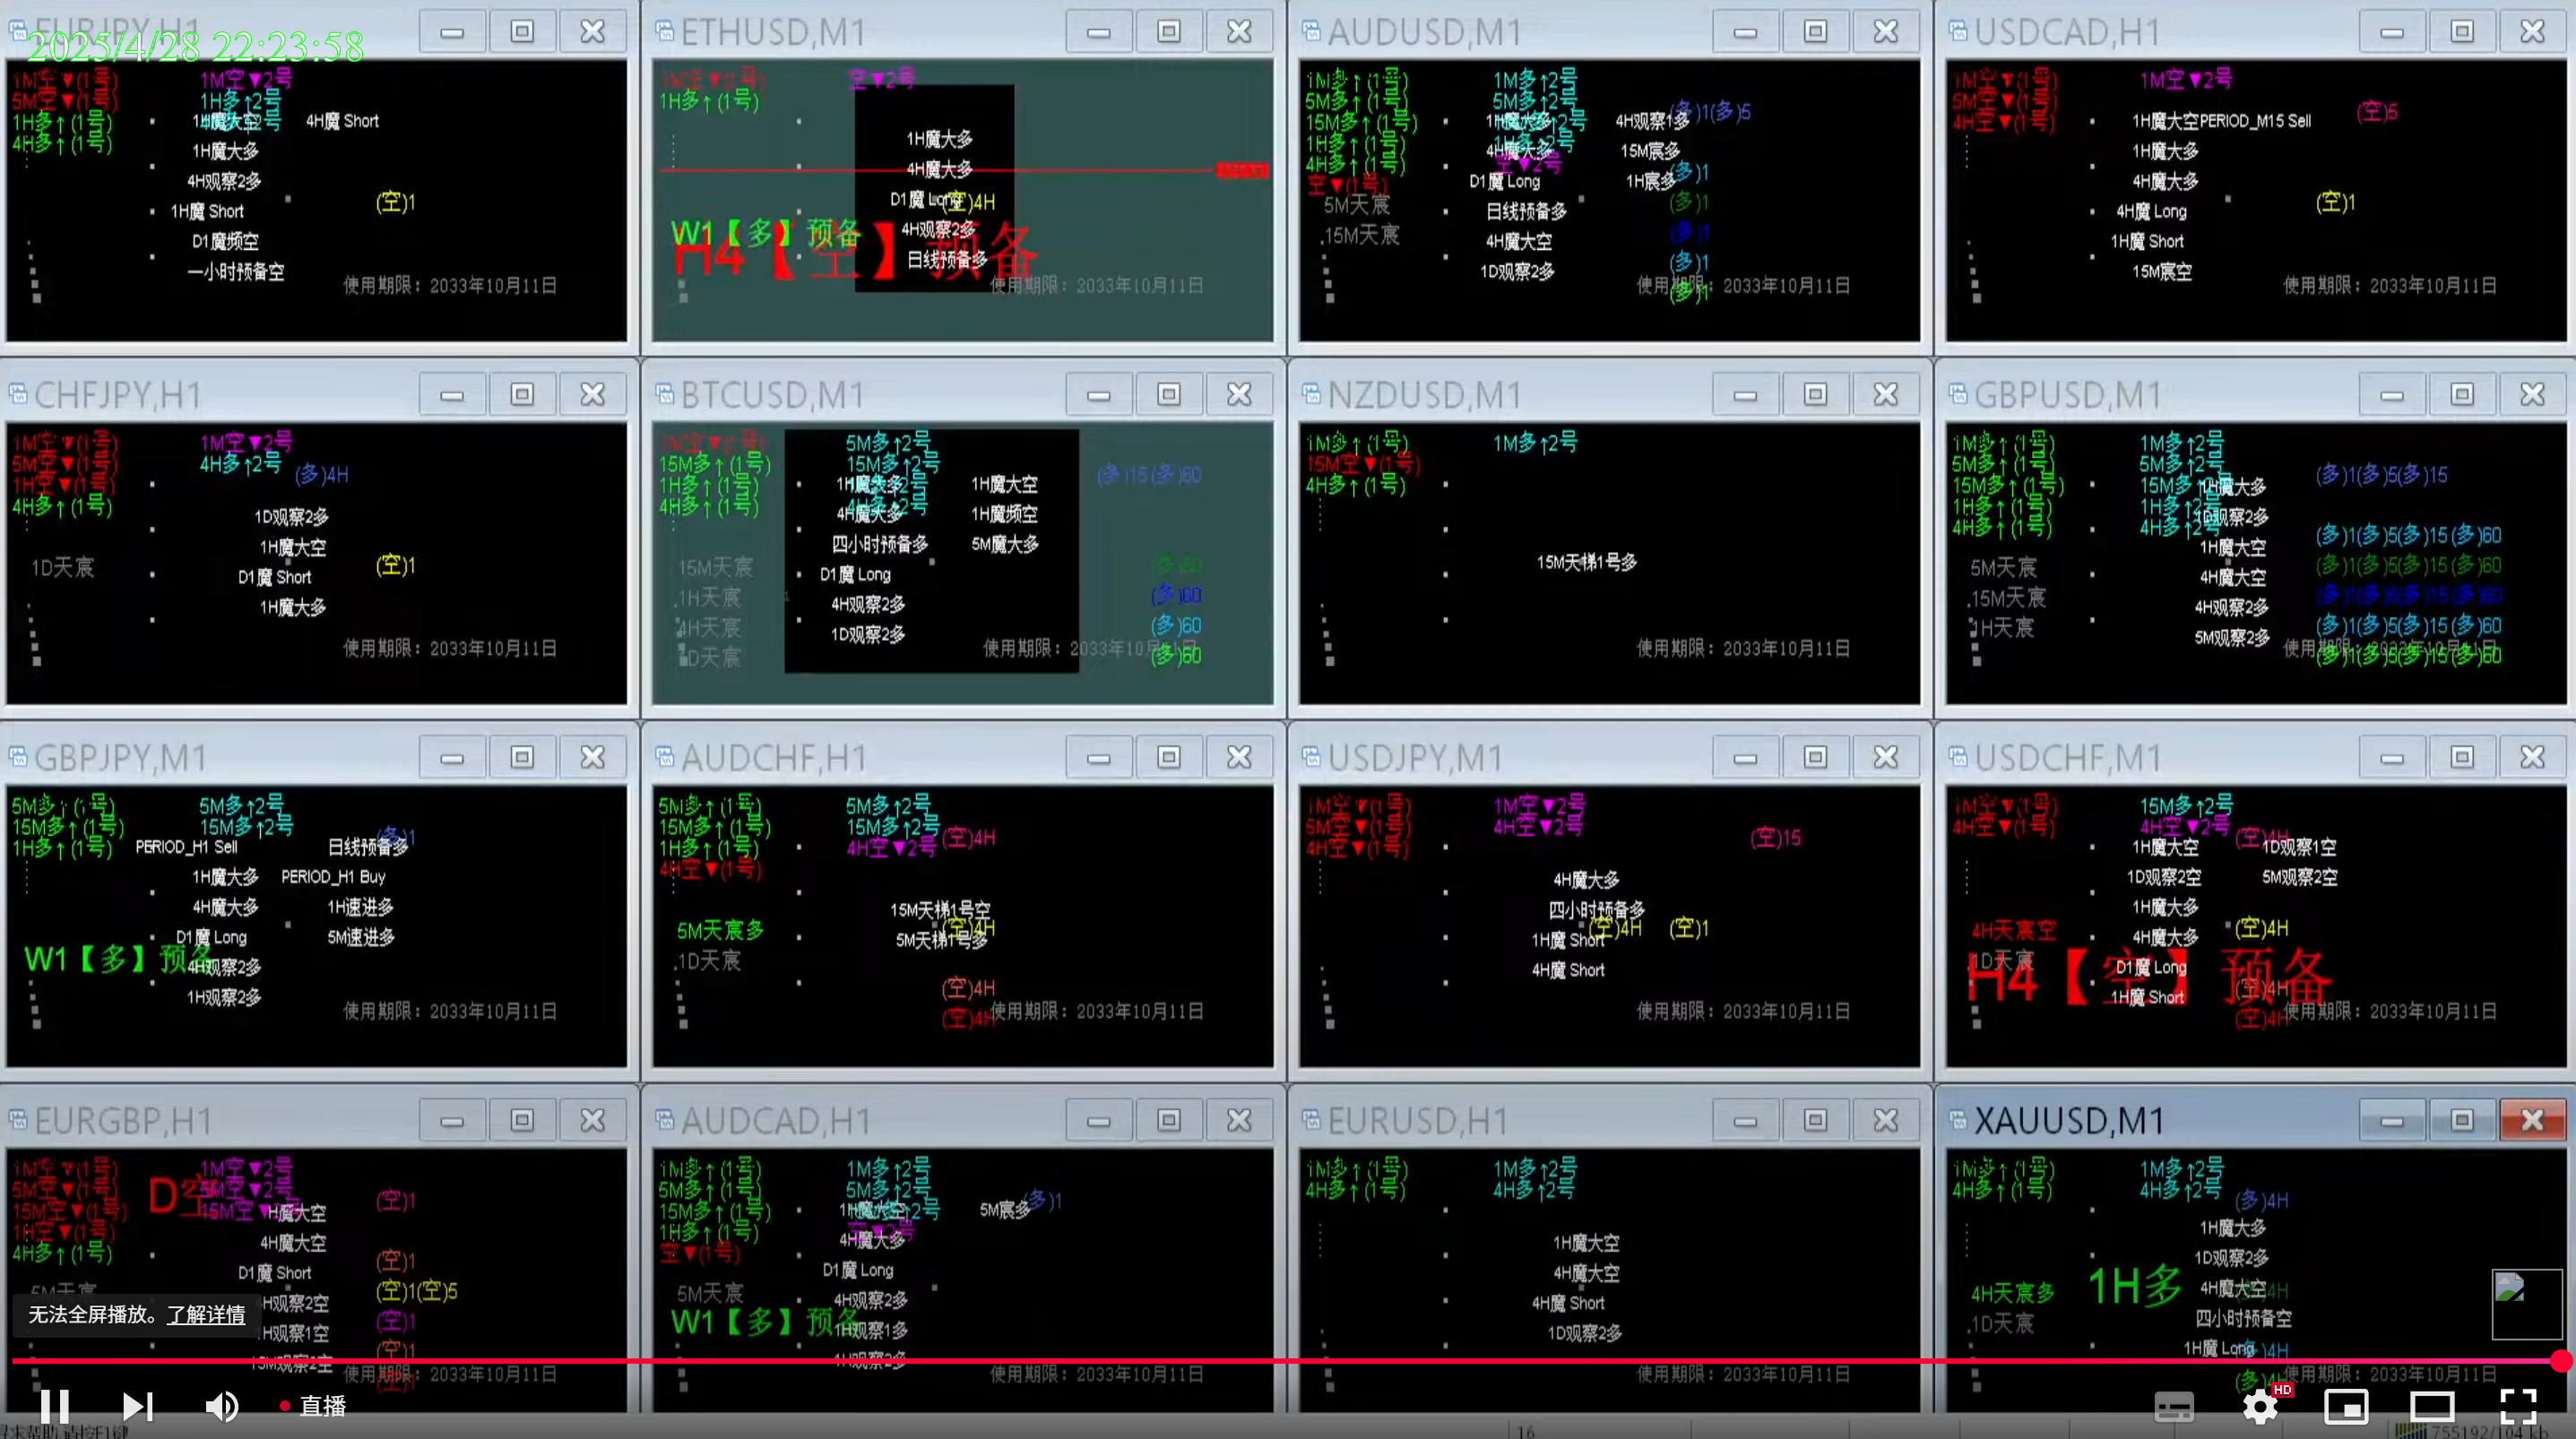 2025/4/28 22:23:58
EURJPY,H1
1M空▼(1号)
1M空▼2号
5M空▼(1号)
1H多↑2号
1H多↑(1号)
4H魔 Short
4H多↑(1号)
1H魔大多
4H观察2多
(空)1
1H魔 Short
D1魔频空
一小时预备空
使用期限：2033年10月11日
ETHUSD,M1
1M空▼(1号)
空▼2号
1H多↑(1号)
1H魔大多
4H魔大多
D1魔 Long
(空)4H
W1【多】预备
4H观察2多
H4【空】预备
日线预备多
使用期限：2033年10月11日
AUDUSD,M1
1M多↑(1号)
1M多↑2号
5M多↑(1号)
5M多↑2号
(多)1(多)5
15M多↑(1号)
1H魔大多
4H观察1多
1H多↑(1号)
1H多↑2号
4H魔大多
15M宸多
4H多↑(1号)
空▼2号
(多)1
空▼(1号)
D1魔 Long
1H宸多
5M天宸
(多)1
日线预备多
15M天宸
(多)1
4H魔大空
(多)1
1D观察2多
(多)1
使用期限：2033年10月11日
USDCAD,H1
1M空▼(1号)
1M空▼2号
5M空▼(1号)
(空)5
4H空▼(1号)
1H魔大空PERIOD_M15 Sell
1H魔大多
4H魔大多
(空)1
4H魔 Long
1H魔 Short
15M宸空
使用期限：2033年10月11日
CHFJPY,H1
1M空▼(1号)
1M空▼2号
5M空▼(1号)
4H多↑2号
(多)4H
1H空▼(1号)
4H多↑(1号)
1D观察2多
1H魔大空
1D天宸
(空)1
D1魔 Short
1H魔大多
使用期限：2033年10月11日
BTCUSD,M1
1M空▼(1号)
5M多↑2号
15M多↑(1号)
15M多↑2号
(多)15(多)60
1H多↑(1号)
1H魔大多
1H魔大空
4H多↑(1号)
4H多↑2号
4H魔大多
1H魔频空
四小时预备多
5M魔大多
15M天宸
(多)60
D1魔 Long
1H天宸
(多)60
4H观察2多
4H天宸
(多)60
1D观察2多
1D天宸
(多)60
使用期限：2033年10月11日
NZDUSD,M1
1M多↑(1号)
1M多↑2号
15M空▼(1号)
4H多↑(1号)
15M天梯1号多
使用期限：2033年10月11日
GBPUSD,M1
1M多↑(1号)
1M多↑2号
5M多↑(1号)
5M多↑2号
(多)1(多)5(多)15
15M多↑(1号)
15M多↑2号
1H魔大多
1H多↑(1号)
1H多↑2号
4H多↑(1号)
4H多↑2号
1D观察2多
(多)1(多)5(多)15(多)60
1H魔大空
5M天宸
(多)1(多)5(多)15(多)60
4H魔大空
15M天宸
(多)1(多)5(多)15(多)60
4H观察2多
1H天宸
(多)1(多)5(多)15(多)60
5M观察2多
(多)1(多)5(多)15(多)60
使用期限：2033年10月11日
GBPJPY,M1
5M多↑(1号)
5M多↑2号
15M多↑(1号)
15M多↑2号
(多)1
1H多↑(1号)
PERIOD_H1 Sell
日线预备多
1H魔大多
PERIOD_H1 Buy
4H魔大多
1H速进多
D1魔 Long
5M速进多
W1【多】预备
4H观察2多
1H观察2多
使用期限：2033年10月11日
AUDCHF,H1
5M多↑(1号)
5M多↑2号
15M多↑(1号)
15M多↑2号
(空)4H
1H多↑(1号)
4H空▼2号
4H空▼(1号)
15M天梯1号空
5M天宸多
(空)4H
5M天梯1号多
1D天宸
(空)4H
(空)4H
使用期限：2033年10月11日
USDJPY,M1
1M空▼(1号)
1M空▼2号
5M空▼(1号)
4H空▼2号
(空)15
4H空▼(1号)
4H魔大多
四小时预备多
(空)4H
(空)1
1H魔 Short
4H魔 Short
使用期限：2033年10月11日
USDCHF,M1
1M空▼(1号)
15M多↑2号
4H空▼(1号)
4H空▼2号
(空)4H
1H魔大空
1D观察1空
1D观察2空
5M观察2空
1H魔大多
4H天宸空
4H魔大多
(空)4H
1D天宸
D1魔 Long
H4【空】预备
(空)4H
1H魔 Short
(空)4H
使用期限：2033年10月11日
EURGBP,H1
1M空▼(1号)
1M空▼2号
5M空▼(1号)
D空
5M空▼2号
(空)1
15M空▼(1号)
15M空▼
H魔大空
1H空▼(1号)
4H魔大空
4H多↑(1号)
(空)1
D1魔 Short
5M天宸
(空)1(空)5
4H观察2空
(空)1
1H观察1空
(空)1
15M观察2空
使用期限：2033年10月11日
AUDCAD,H1
1M多↑(1号)
1M多↑2号
5M多↑(1号)
5M多↑2号
(多)1
15M多↑(1号)
5M宸多
1H多↑(1号)
空▼2号
4H魔大多
空▼(1号)
D1魔 Long
5M天宸
4H观察2多
W1【多】预备
1H观察1多
1H观察2多
使用期限：2033年10月11日
EURUSD,H1
1M多↑(1号)
1M多↑2号
4H多↑(1号)
4H多↑2号
1H魔大空
4H魔大空
4H魔 Short
1D观察2多
使用期限：2033年10月11日
XAUUSD,M1
1M多↑(1号)
1M多↑2号
4H多↑(1号)
4H多↑2号
(多)4H
1H魔大多
1D观察2多
4H天宸多
1H多
4H魔大空
1D天宸
四小时预备空
1H魔 Long
(多)4H
使用期限：2033年10月11日
无法全屏播放。了解详情
直播
HD
16
755192/104 kb